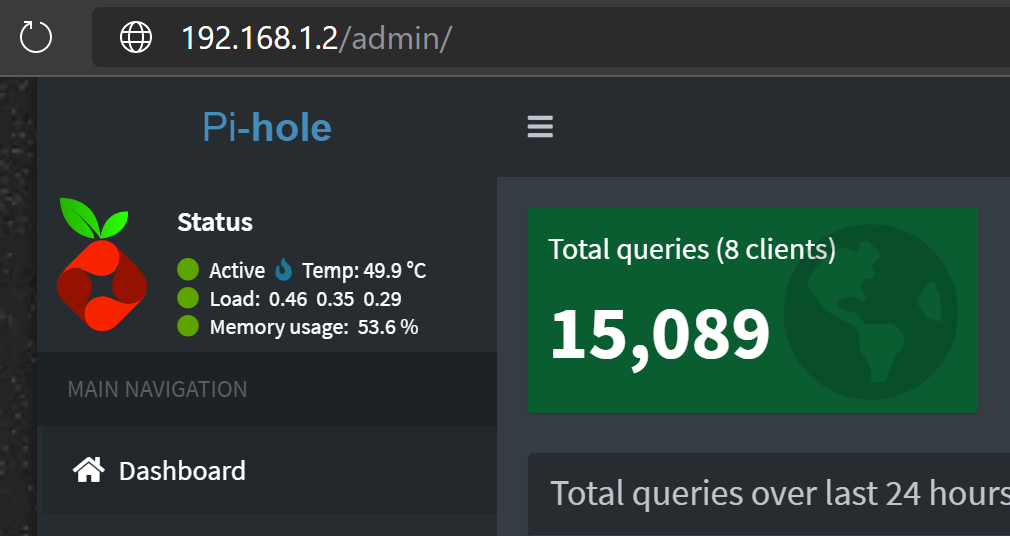 192.168.1.2/admin/
Pi-hole
Status
Active Temp: 49.9 °C
Load: 0.46 0.35 0.29
Memory usage: 53.6 %
MAIN NAVIGATION
Dashboard
Total queries (8 clients)
15,089
Total queries over last 24 hours